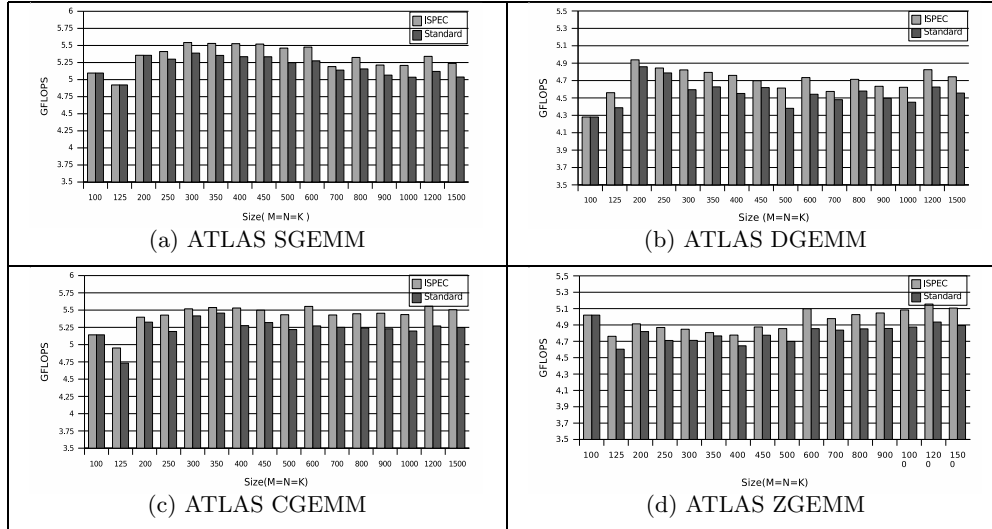 6
5.75
5.5
5.25
5
4.75
4.5
4.25
4
3.75
3.5
GFLOPS
ISPEC
Standard
100 125 200 250 300 350 400 450 500 600 700 800 900 1000 1200 1500
Size( M=N=K )
(a) ATLAS SGEMM
5.5
5.3
5.1
4.9
4.7
4.5
4.3
4.1
3.9
3.7
3.5
GFLOPS
ISPEC
Standard
100 125 200 250 300 350 400 450 500 600 700 800 900 1000 1200 1500
Size (M=N=K)
(b) ATLAS DGEMM
6
5.75
5.5
5.25
5
4.75
4.5
4.25
4
3.75
3.5
GFLOPS
ISPEC
Standard
100 125 200 250 300 350 400 450 500 600 700 800 900 1000 1200 1500
Size(M=N=K)
(c) ATLAS CGEMM
5,5
5,3
5,1
4,9
4,7
4,5
4,3
4,1
3,9
3,7
3,5
GFLOPS
ISPEC
Standard
100 125 200 250 300 350 400 450 500 600 700 800 900 100 120 150
0 0 0
Size(M=N=K)
(d) ATLAS ZGEMM